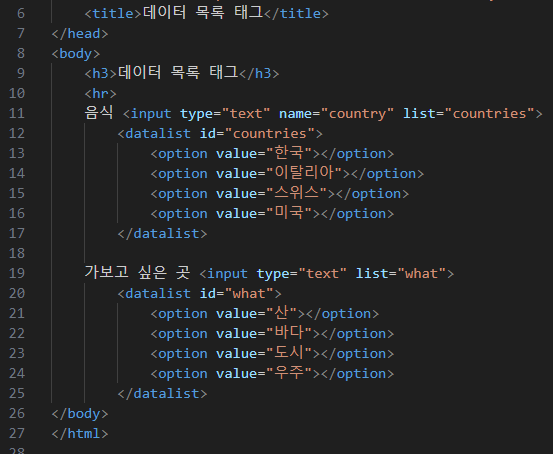 6 <title>데이터 목록 태그</title>
7 </head>
8 <body>
9 <h3>데이터 목록 태그</h3>
10 <hr>
11 음식 <input type="text" name="country" list="countries">
12 <datalist id="countries">
13 <option value="한국"></option>
14 <option value="이탈리아"></option>
15 <option value="스위스"></option>
16 <option value="미국"></option>
17 </datalist>
18
19 가보고 싶은 곳 <input type="text" list="what">
20 <datalist id="what">
21 <option value="산"></option>
22 <option value="바다"></option>
23 <option value="도시"></option>
24 <option value="우주"></option>
25 </datalist>
26 </body>
27 </html>
28